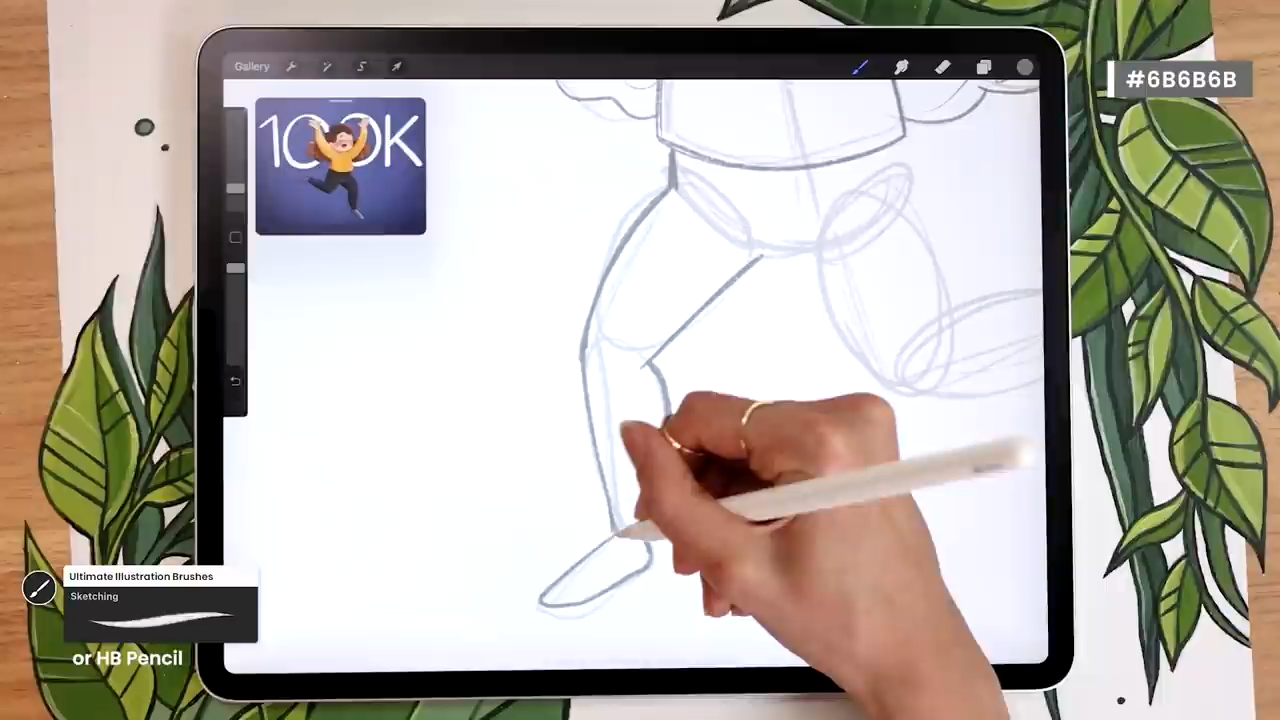 Gallery
#6B6B6B
100K
Ultimate Illustration Brushes
Sketching
or HB Pencil